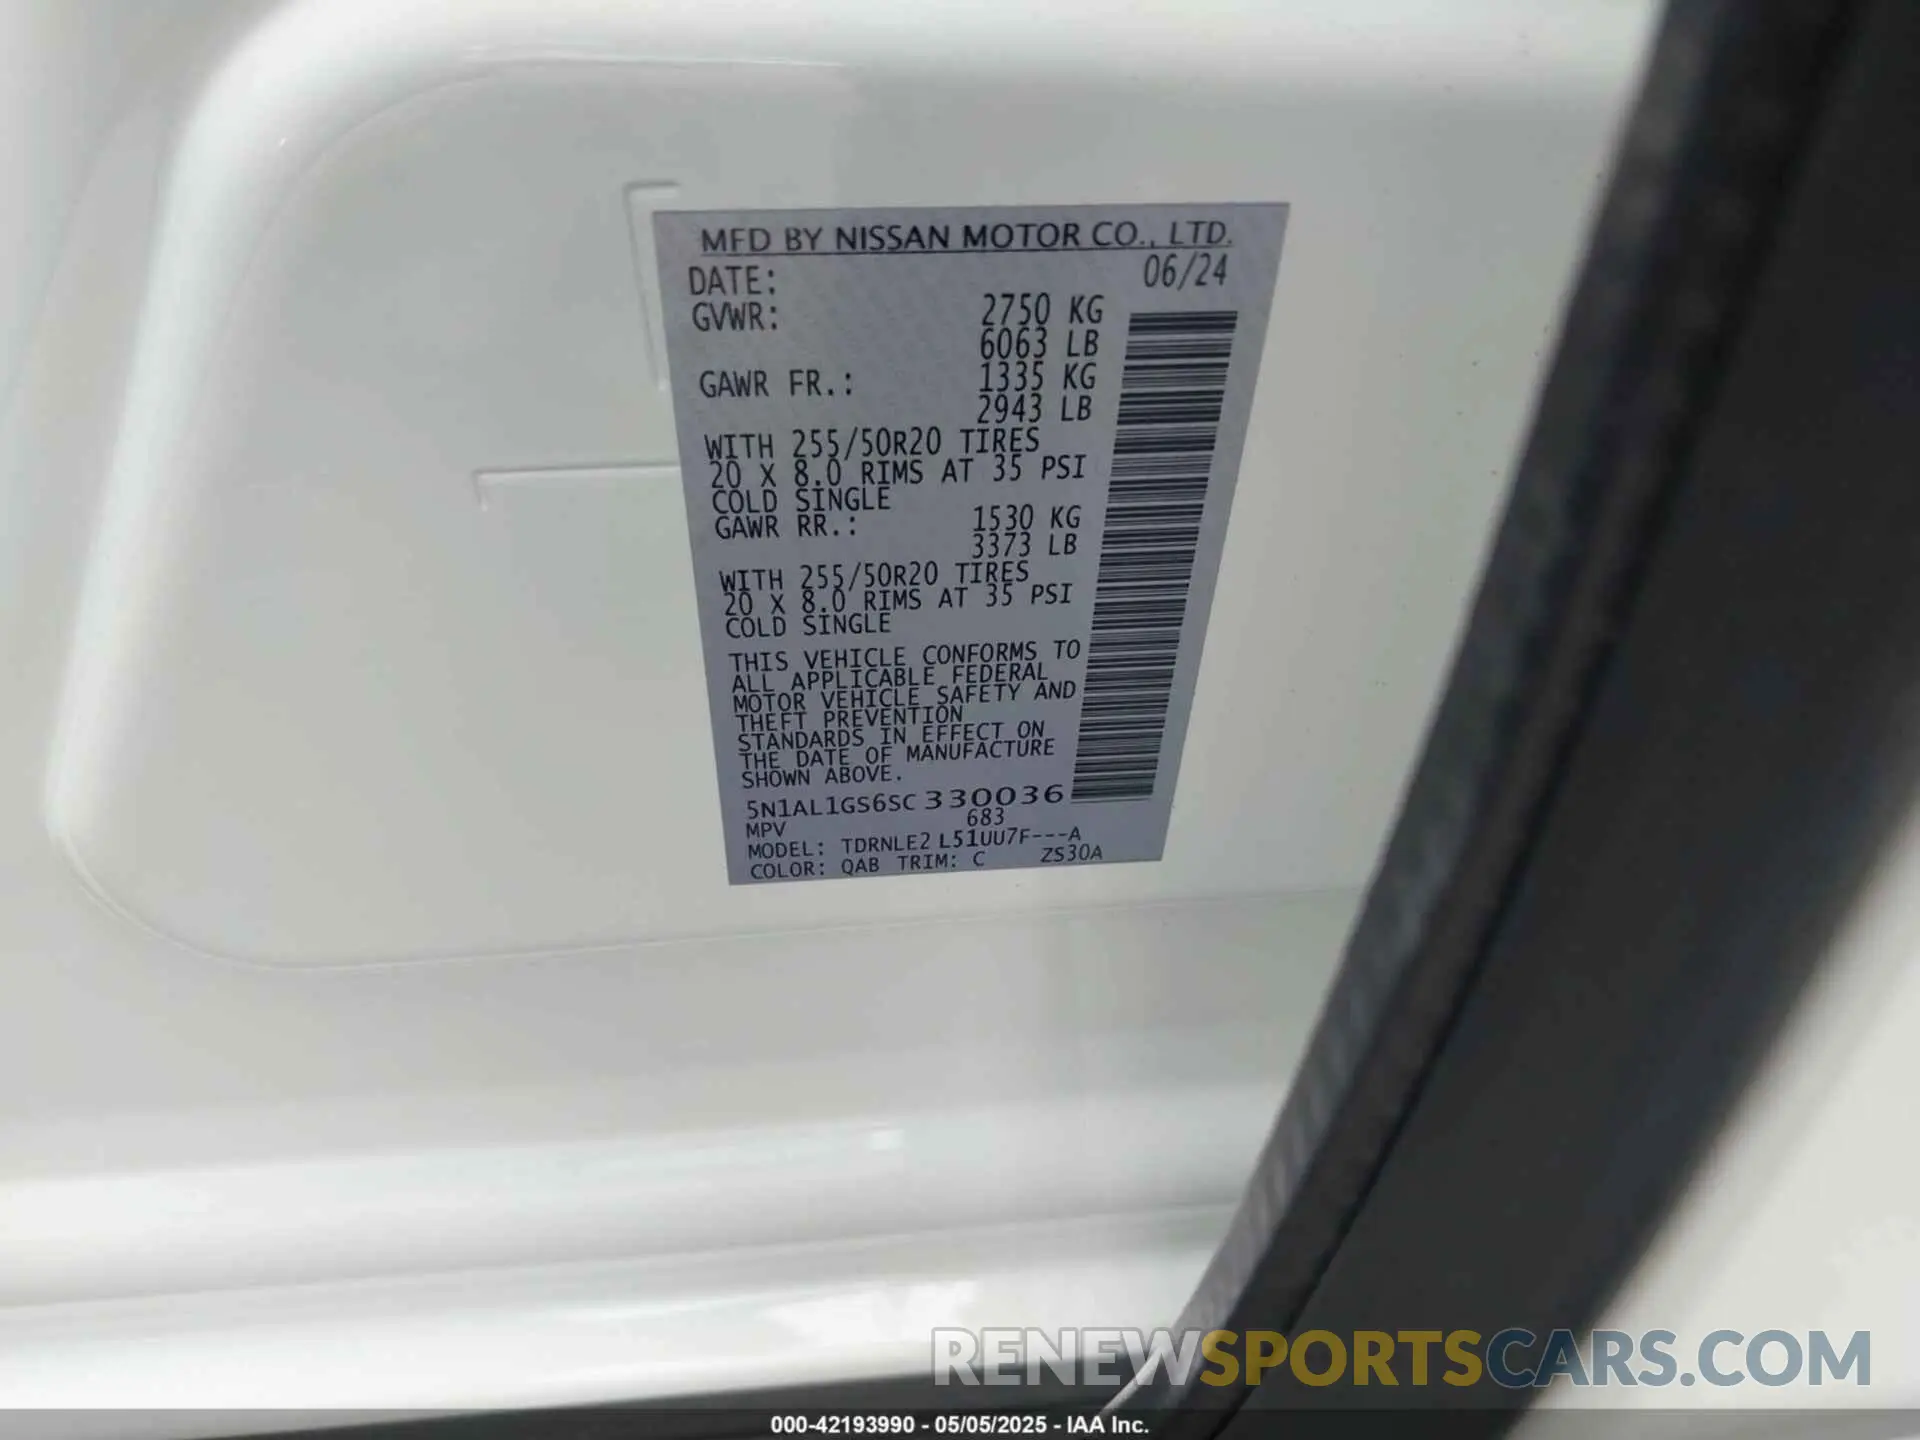 MFD BY NISSAN MOTOR CO., LTD.
DATE: 06/24
GVWR: 2750 KG
6063 LB
GAWR FR.: 1335 KG
2943 LB
WITH 255/50R20 TIRES
20 X 8.0 RIMS AT 35 PSI
COLD SINGLE
GAWR RR.: 1530 KG
3373 LB
WITH 255/50R20 TIRES
20 X 8.0 RIMS AT 35 PSI
COLD SINGLE
THIS VEHICLE CONFORMS TO
ALL APPLICABLE FEDERAL
MOTOR VEHICLE SAFETY AND
THEFT PREVENTION
STANDARDS IN EFFECT ON
THE DATE OF MANUFACTURE
SHOWN ABOVE.
5N1AL1GS6SC330036
MPV 683
MODEL: TDRNLE2 L51UU7F---A
COLOR: QAB TRIM: C ZS30A
RENEWSPORTSCARS.COM
000-42193990 - 05/05/2025 - IAA Inc.